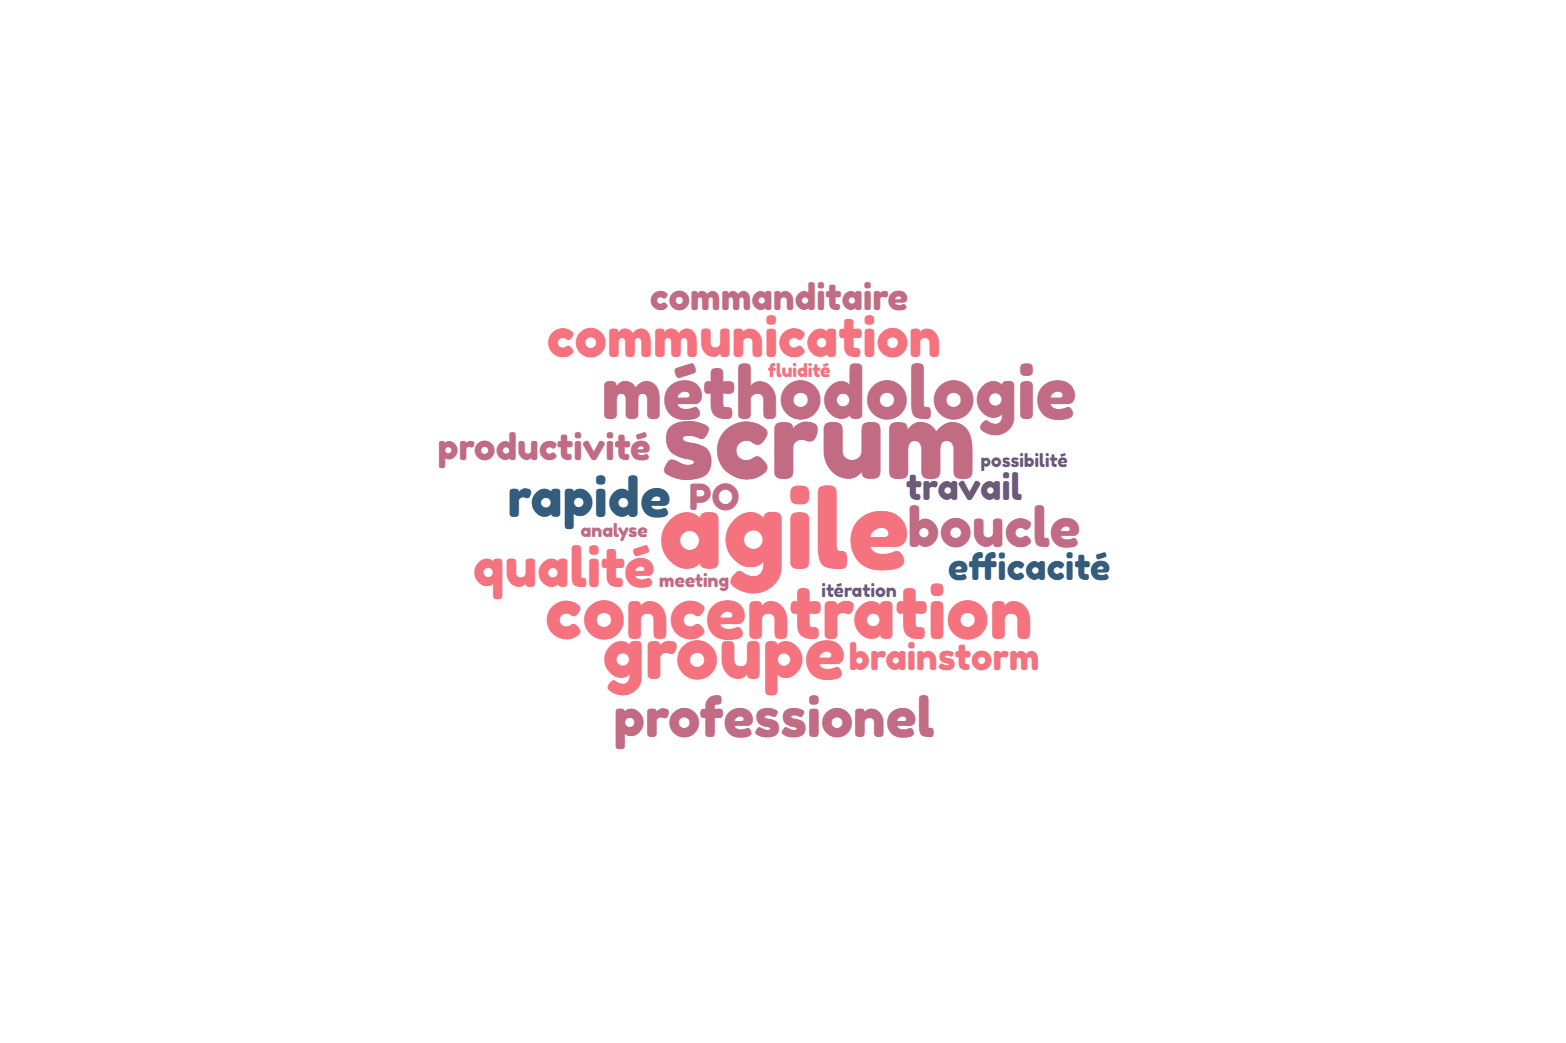 commanditaire
communication
fluidité
méthodologie
productivité
scrum
possibilité
rapide
PO
travail
analyse
agile
boucle
qualité
meeting
efficacité
itération
concentration
groupe
brainstorm
professionel